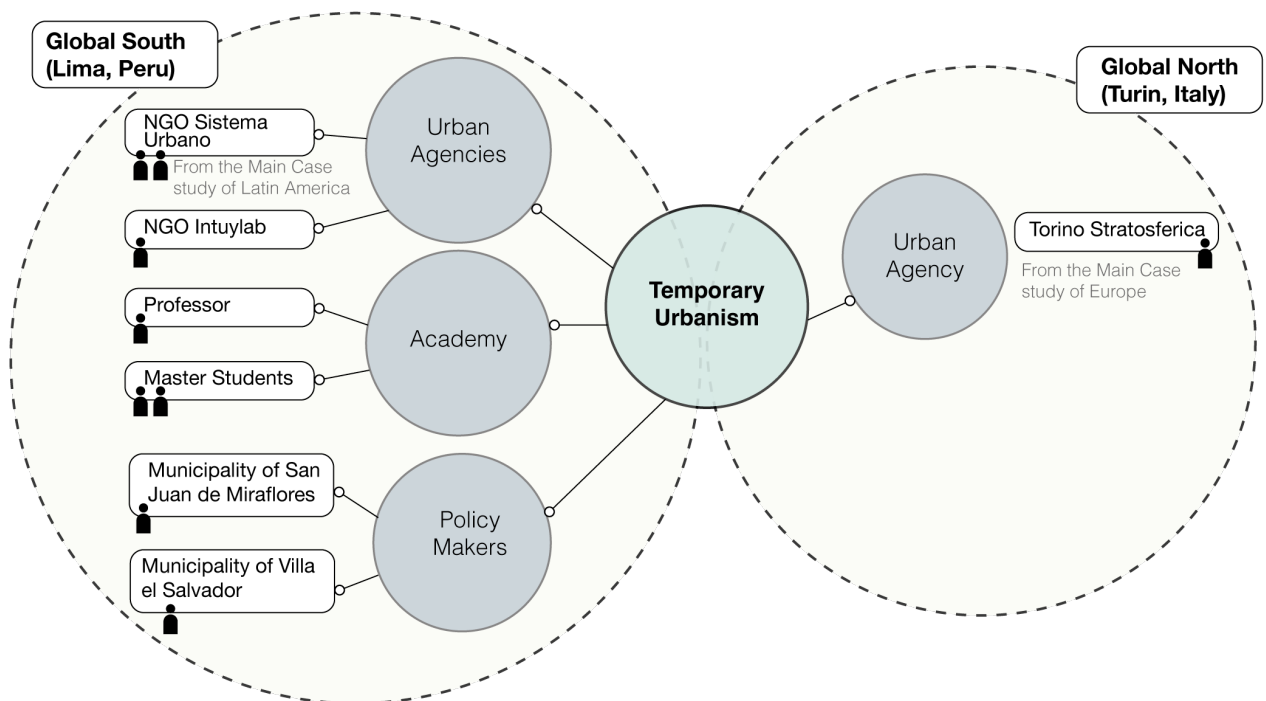 Global South
(Lima, Peru)
NGO Sistema
Urbano
From the Main Case
study of Latin America
NGO Intuylab
Professor
Master Students
Municipality of San
Juan de Miraflores
Municipality of Villa
el Salvador
Urban
Agencies
Academy
Policy
Makers
Temporary
Urbanism
Global North
(Turin, Italy)
Urban
Agency
Torino Stratosferica
From the Main Case
study of Europe